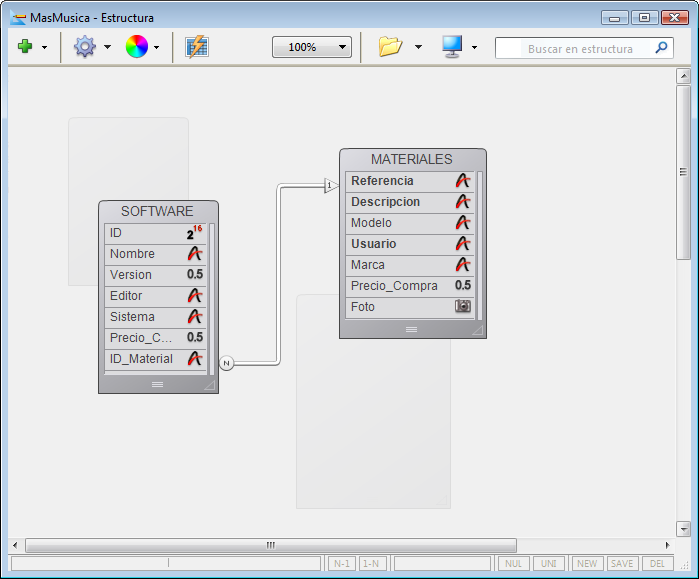 MasMusica - Estructura
100%
Buscar en estructura
MATERIALES
1
Referencia
Descripcion
Modelo
Usuario
Marca
Precio_Compra 0.5
Foto
SOFTWARE
ID 2 16
Nombre
Version 0.5
Editor
Sistema
Precio_C... 0.5
ID_Material
N
N-1 1-N NUL UNI NEW SAVE DEL